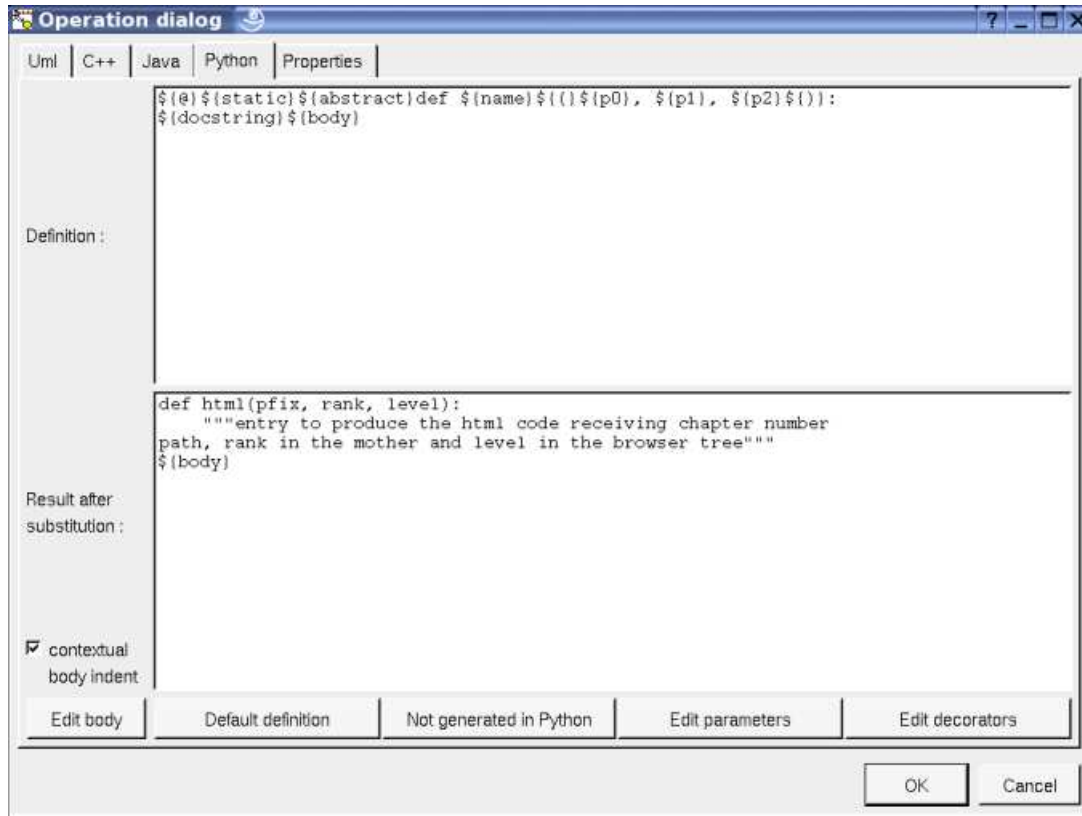 Operation dialog
Uml C++ Java Python Properties
${@}${static}${abstract}def ${name}${(}${p0}, ${p1}, ${p2}${)}:
${docstring}${body}
Definition :
def html(pfix, rank, level):
    """entry to produce the html code receiving chapter number
path, rank in the mother and level in the browser tree"""
${body}
Result after
substitution :
contextual
body indent
Edit body Default definition Not generated in Python Edit parameters Edit decorators
OK Cancel